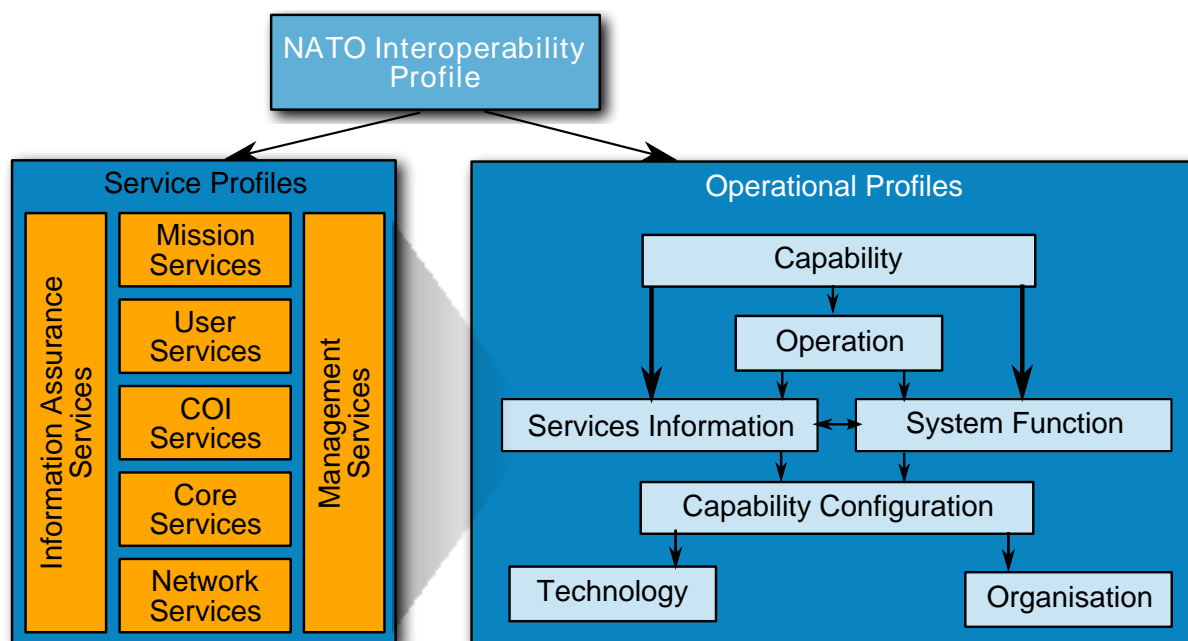 NATO Interoperability
Profile
Service Profiles
Information Assurance
Services
Mission
Services
User
Services
COI
Services
Core
Services
Network
Services
Management
Services
Operational Profiles
Capability
Operation
Services Information
System Function
Capability Configuration
Technology
Organisation